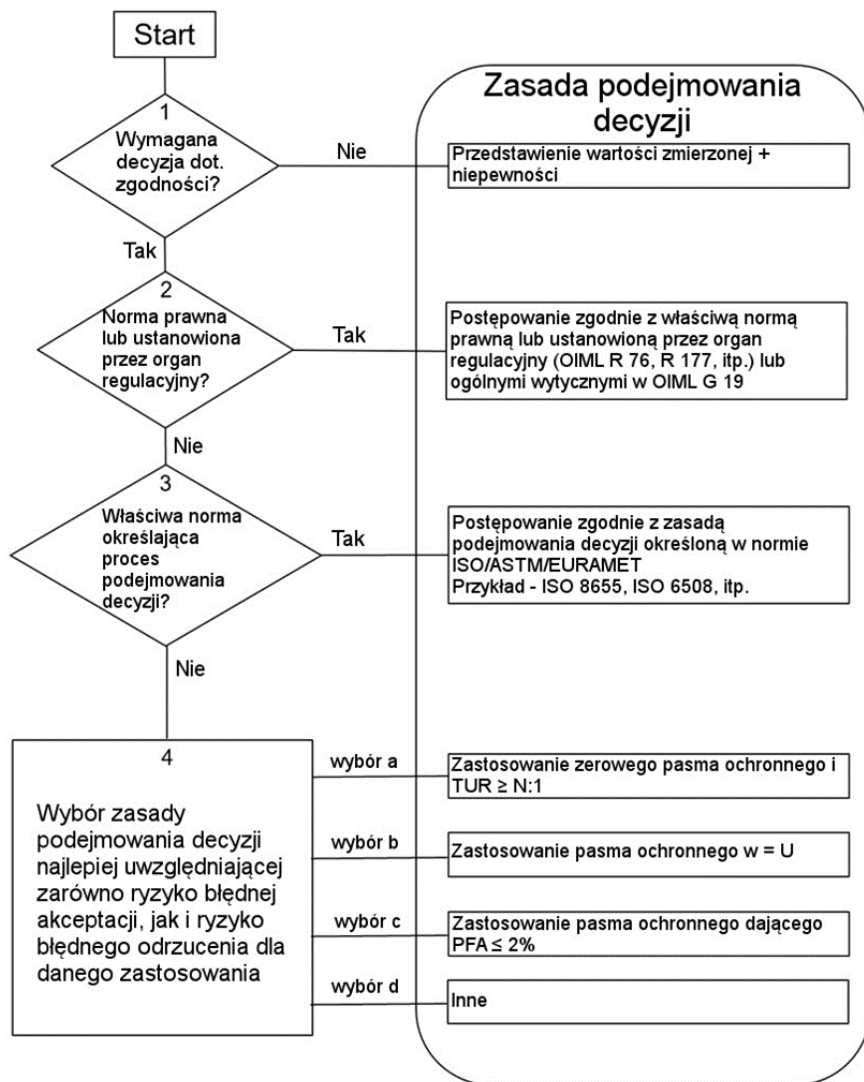 Start
Zasada podejmowania
decyzji
1
Wymagana
decyzja dot.
zgodności?
Nie
Przedstawienie wartości zmierzonej +
niepewności
Tak
2
Norma prawna
lub ustanowiona
przez organ
regulacyjny?
Tak
Postępowanie zgodnie z właściwą normą
prawną lub ustanowioną przez organ
regulacyjny (OIML R 76, R 177, itp.) lub
ogólnymi wytycznymi w OIML G 19
Nie
3
Właściwa norma
określająca
proces
podejmowania
decyzji?
Tak
Postępowanie zgodnie z zasadą
podejmowania decyzji określoną w normie
ISO/ASTM/EURAMET
Przykład - ISO 8655, ISO 6508, itp.
Nie
4
Wybór zasady
podejmowania decyzji
najlepiej uwzględniającej
zarówno ryzyko błędnej
akceptacji, jak i ryzyko
błędnego odrzucenia dla
danego zastosowania
wybór a
Zastosowanie zerowego pasma ochronnego i
TUR ≥ N:1
wybór b
Zastosowanie pasma ochronnego w = U
wybór c
Zastosowanie pasma ochronnego dającego
PFA ≤ 2%
wybór d
Inne